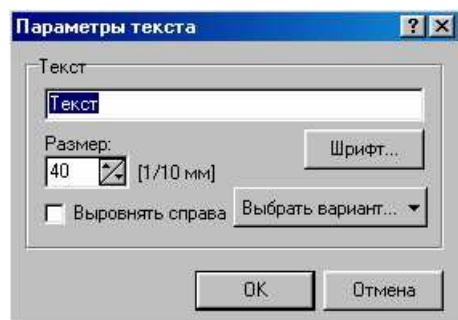 Параметры текста
Текст
Текст
Размер:
40 [1/10 мм] Шрифт...
Выровнять справа Выбрать вариант...
OK Отмена